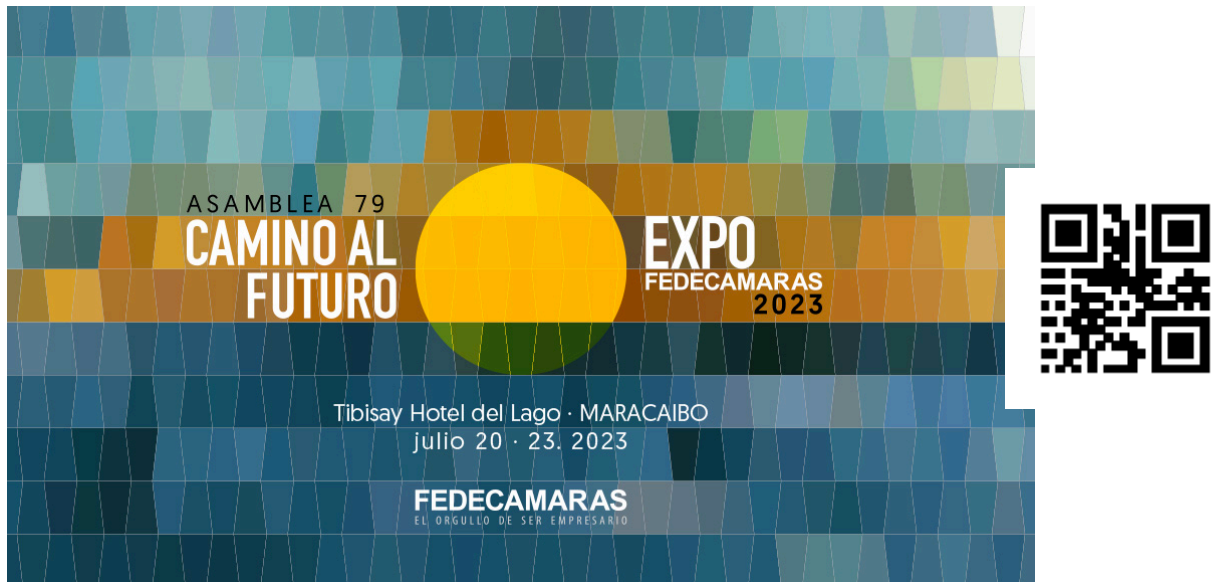 ASAMBLEA 79
CAMINO AL
FUTURO
EXPO
FEDECAMARAS
2023
Tibisay Hotel del Lago · MARACAIBO
julio 20 · 23. 2023
FEDECAMARAS
EL ORGULLO DE SER EMPRESARIO